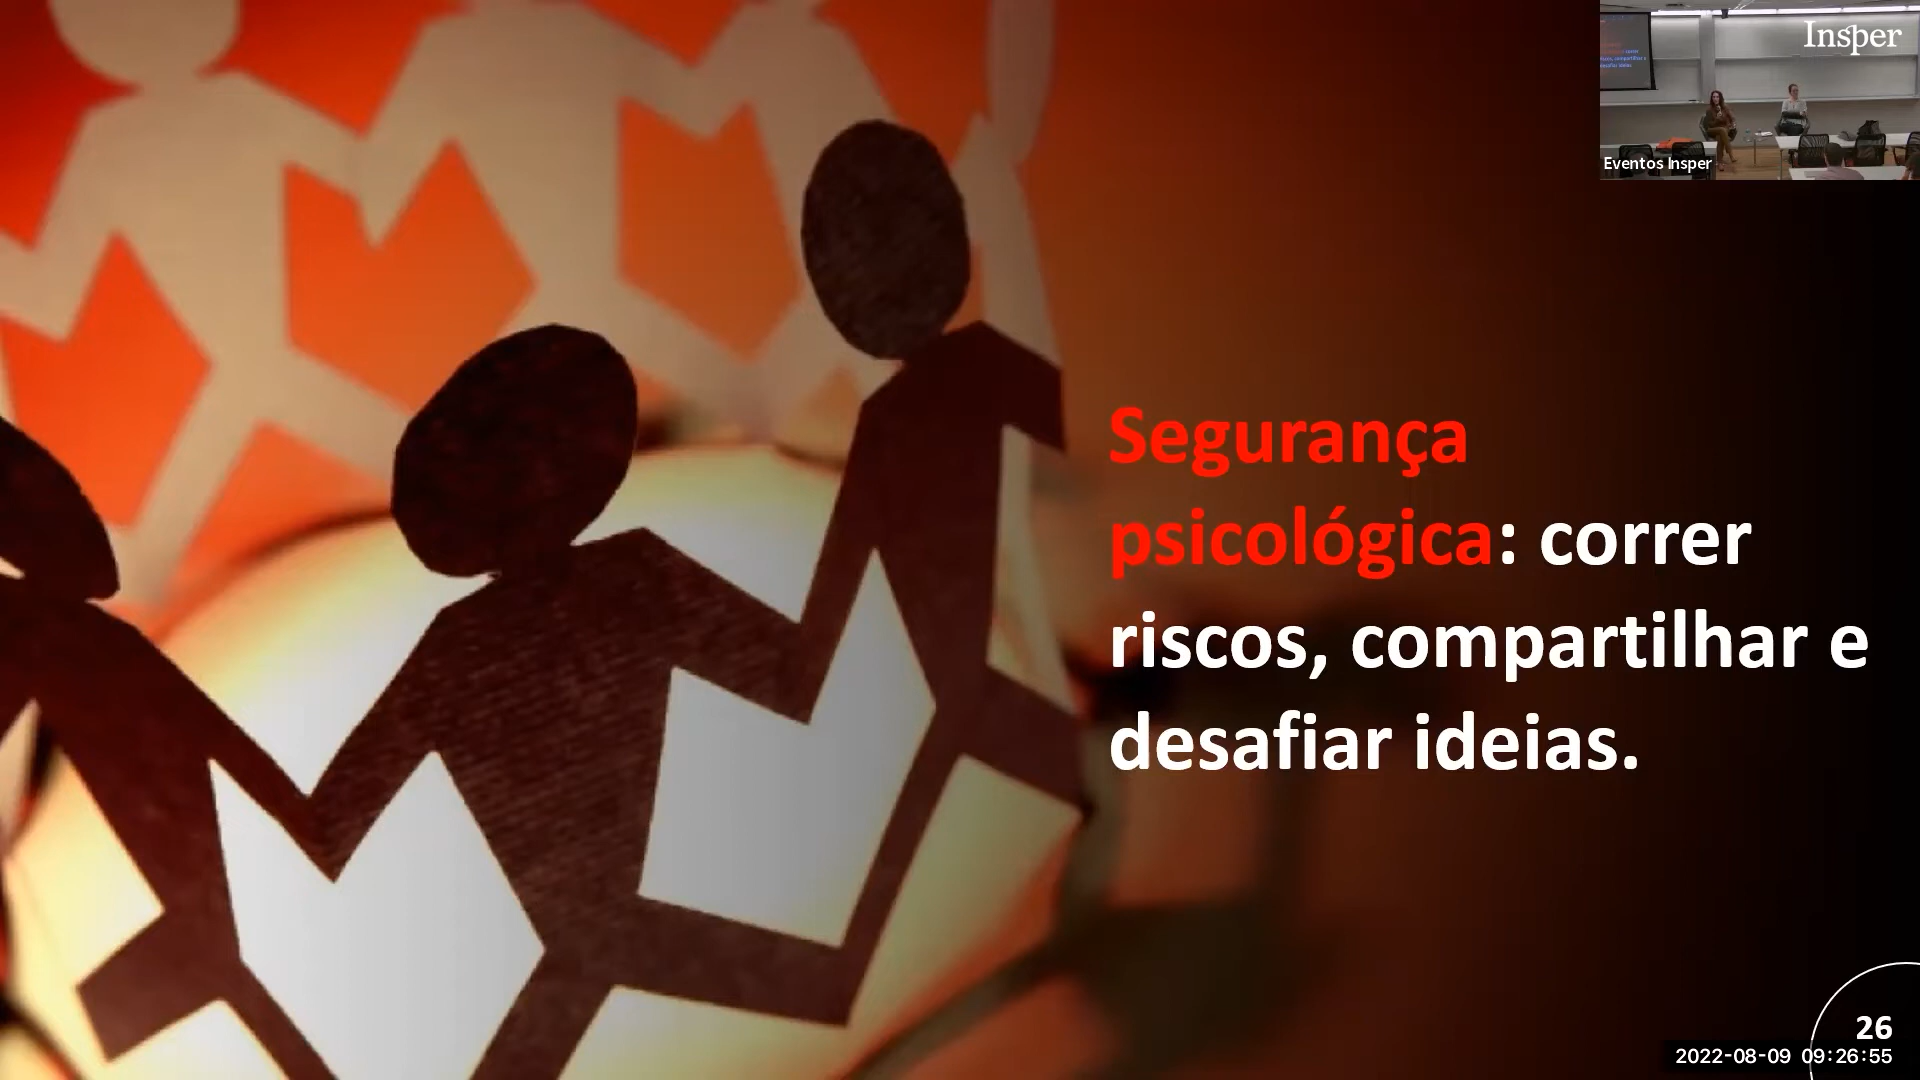 Insper
Eventos Insper
Segurança
psicológica: correr
riscos, compartilhar e
desafiar ideias.
26
2022-08-09 09:26:55